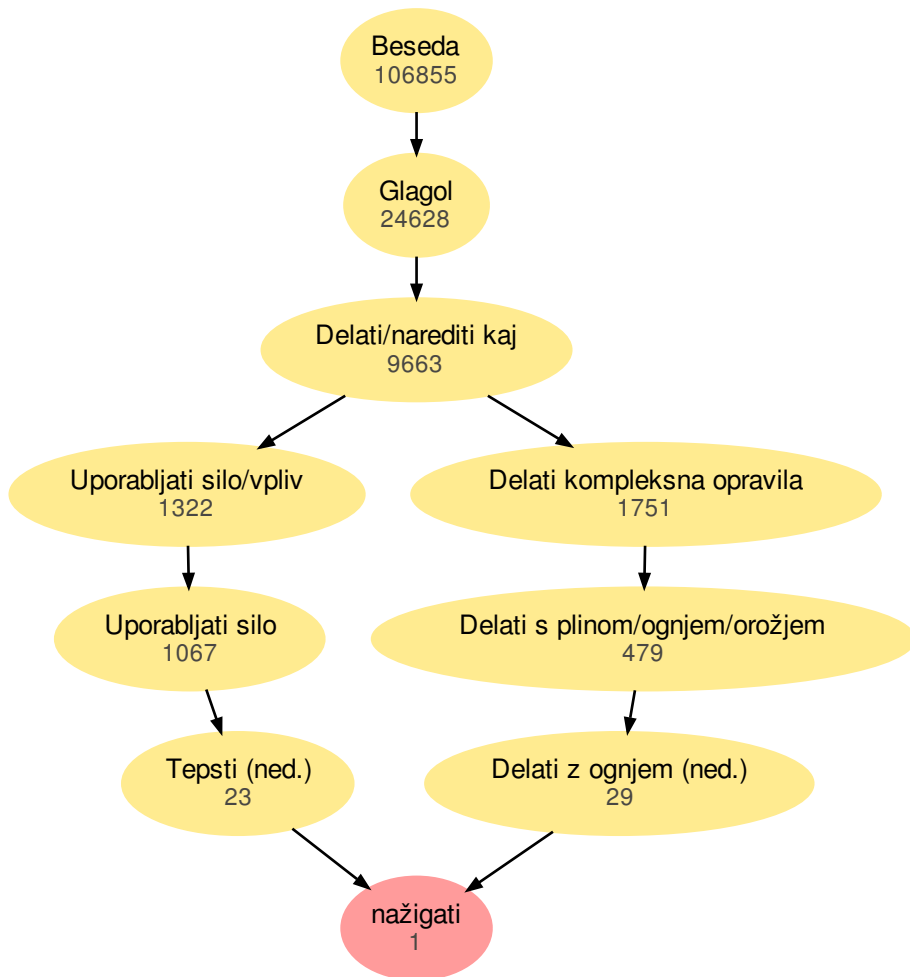 Beseda
106855
Glagol
24628
Delati/narediti kaj
9663
Uporabljati silo/vpliv
1322
Delati kompleksna opravila
1751
Uporabljati silo
1067
Delati s plinom/ognjem/orožjem
479
Tepsti (ned.)
23
Delati z ognjem (ned.)
29
nažigati
1